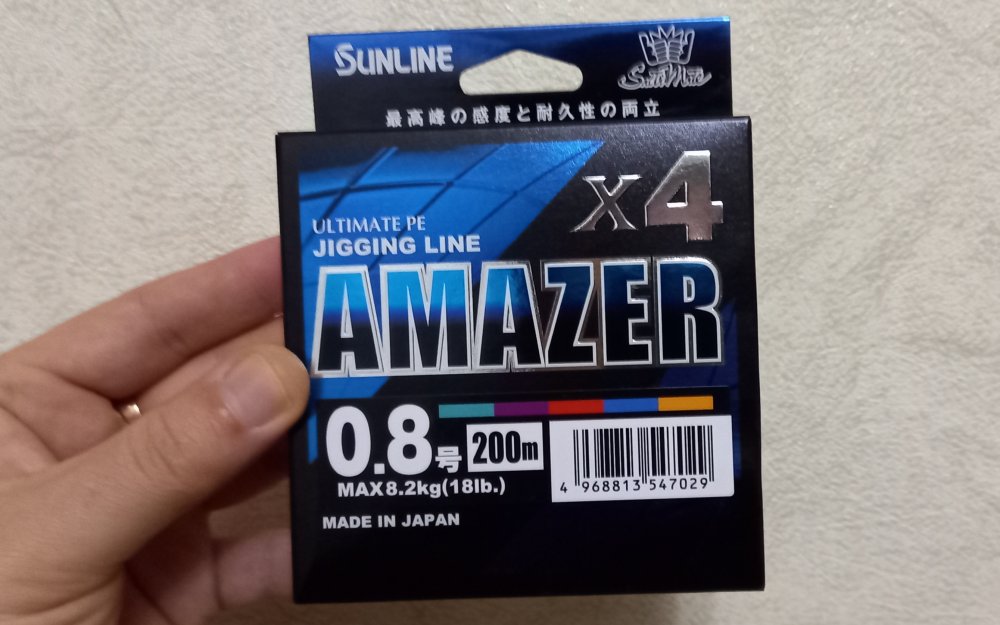 SUNLINE
SaltiMate
最高峰の感度と耐久性の両立
X4
ULTIMATE PE
JIGGING LINE
AMAZER
0.8号 200m
MAX 8.2kg(18lb.)
4 968813 547029
MADE IN JAPAN